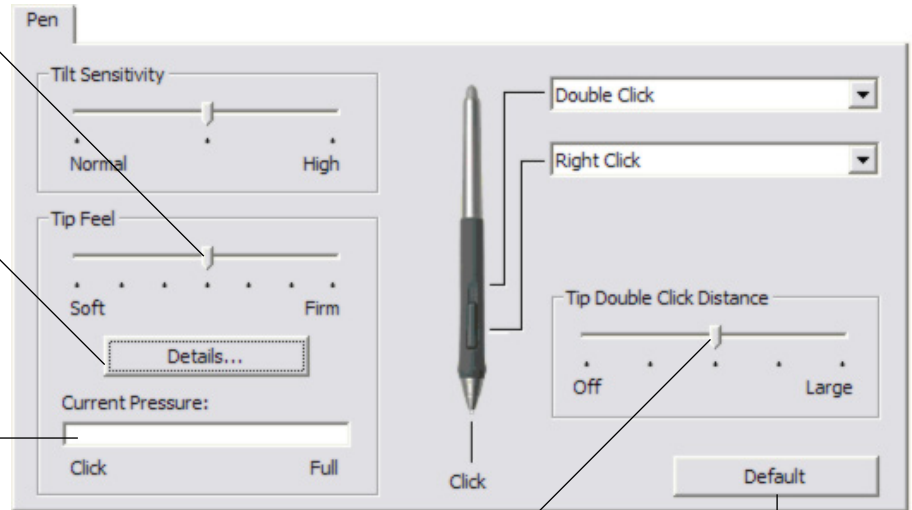 Pen
Tilt Sensitivity
Normal High
Tip Feel
Soft Firm
Details...
Current Pressure:
Click Full
Double Click
Right Click
Click
Tip Double Click Distance
Off Large
Default